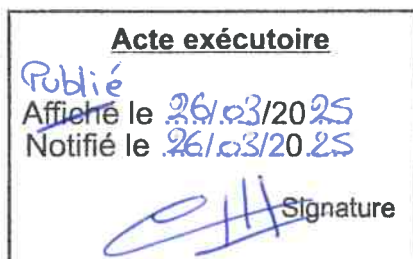 Acte exécutoire
Publié
Affiché le 26/03/2025
Notifié le 26/03/2025
Signature